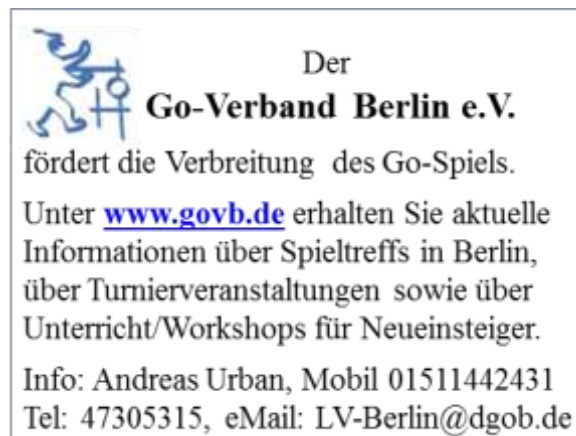 Der
Go-Verband Berlin e.V.
fördert die Verbreitung des Go-Spiels.
Unter www.govb.de erhalten Sie aktuelle
Informationen über Spieltreffs in Berlin,
über Turnierveranstaltungen sowie über
Unterricht/Workshops für Neueinsteiger.
Info: Andreas Urban, Mobil 01511442431
Tel: 47305315, eMail: LV-Berlin@dgob.de